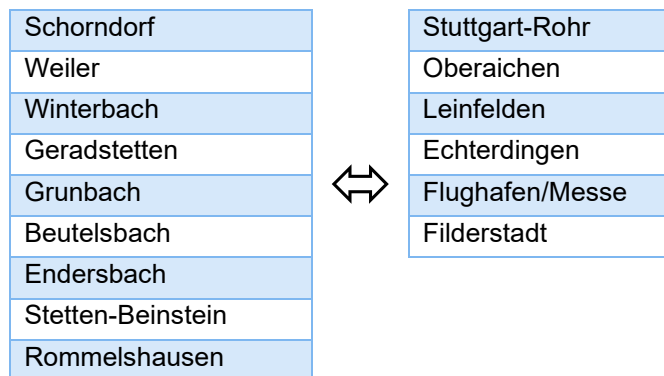 Schorndorf
Weiler
Winterbach
Geradstetten
Grunbach
Beutelsbach
Endersbach
Stetten-Beinstein
Rommelshausen
Stuttgart-Rohr
Oberaichen
Leinfelden
Echterdingen
Flughafen/Messe
Filderstadt